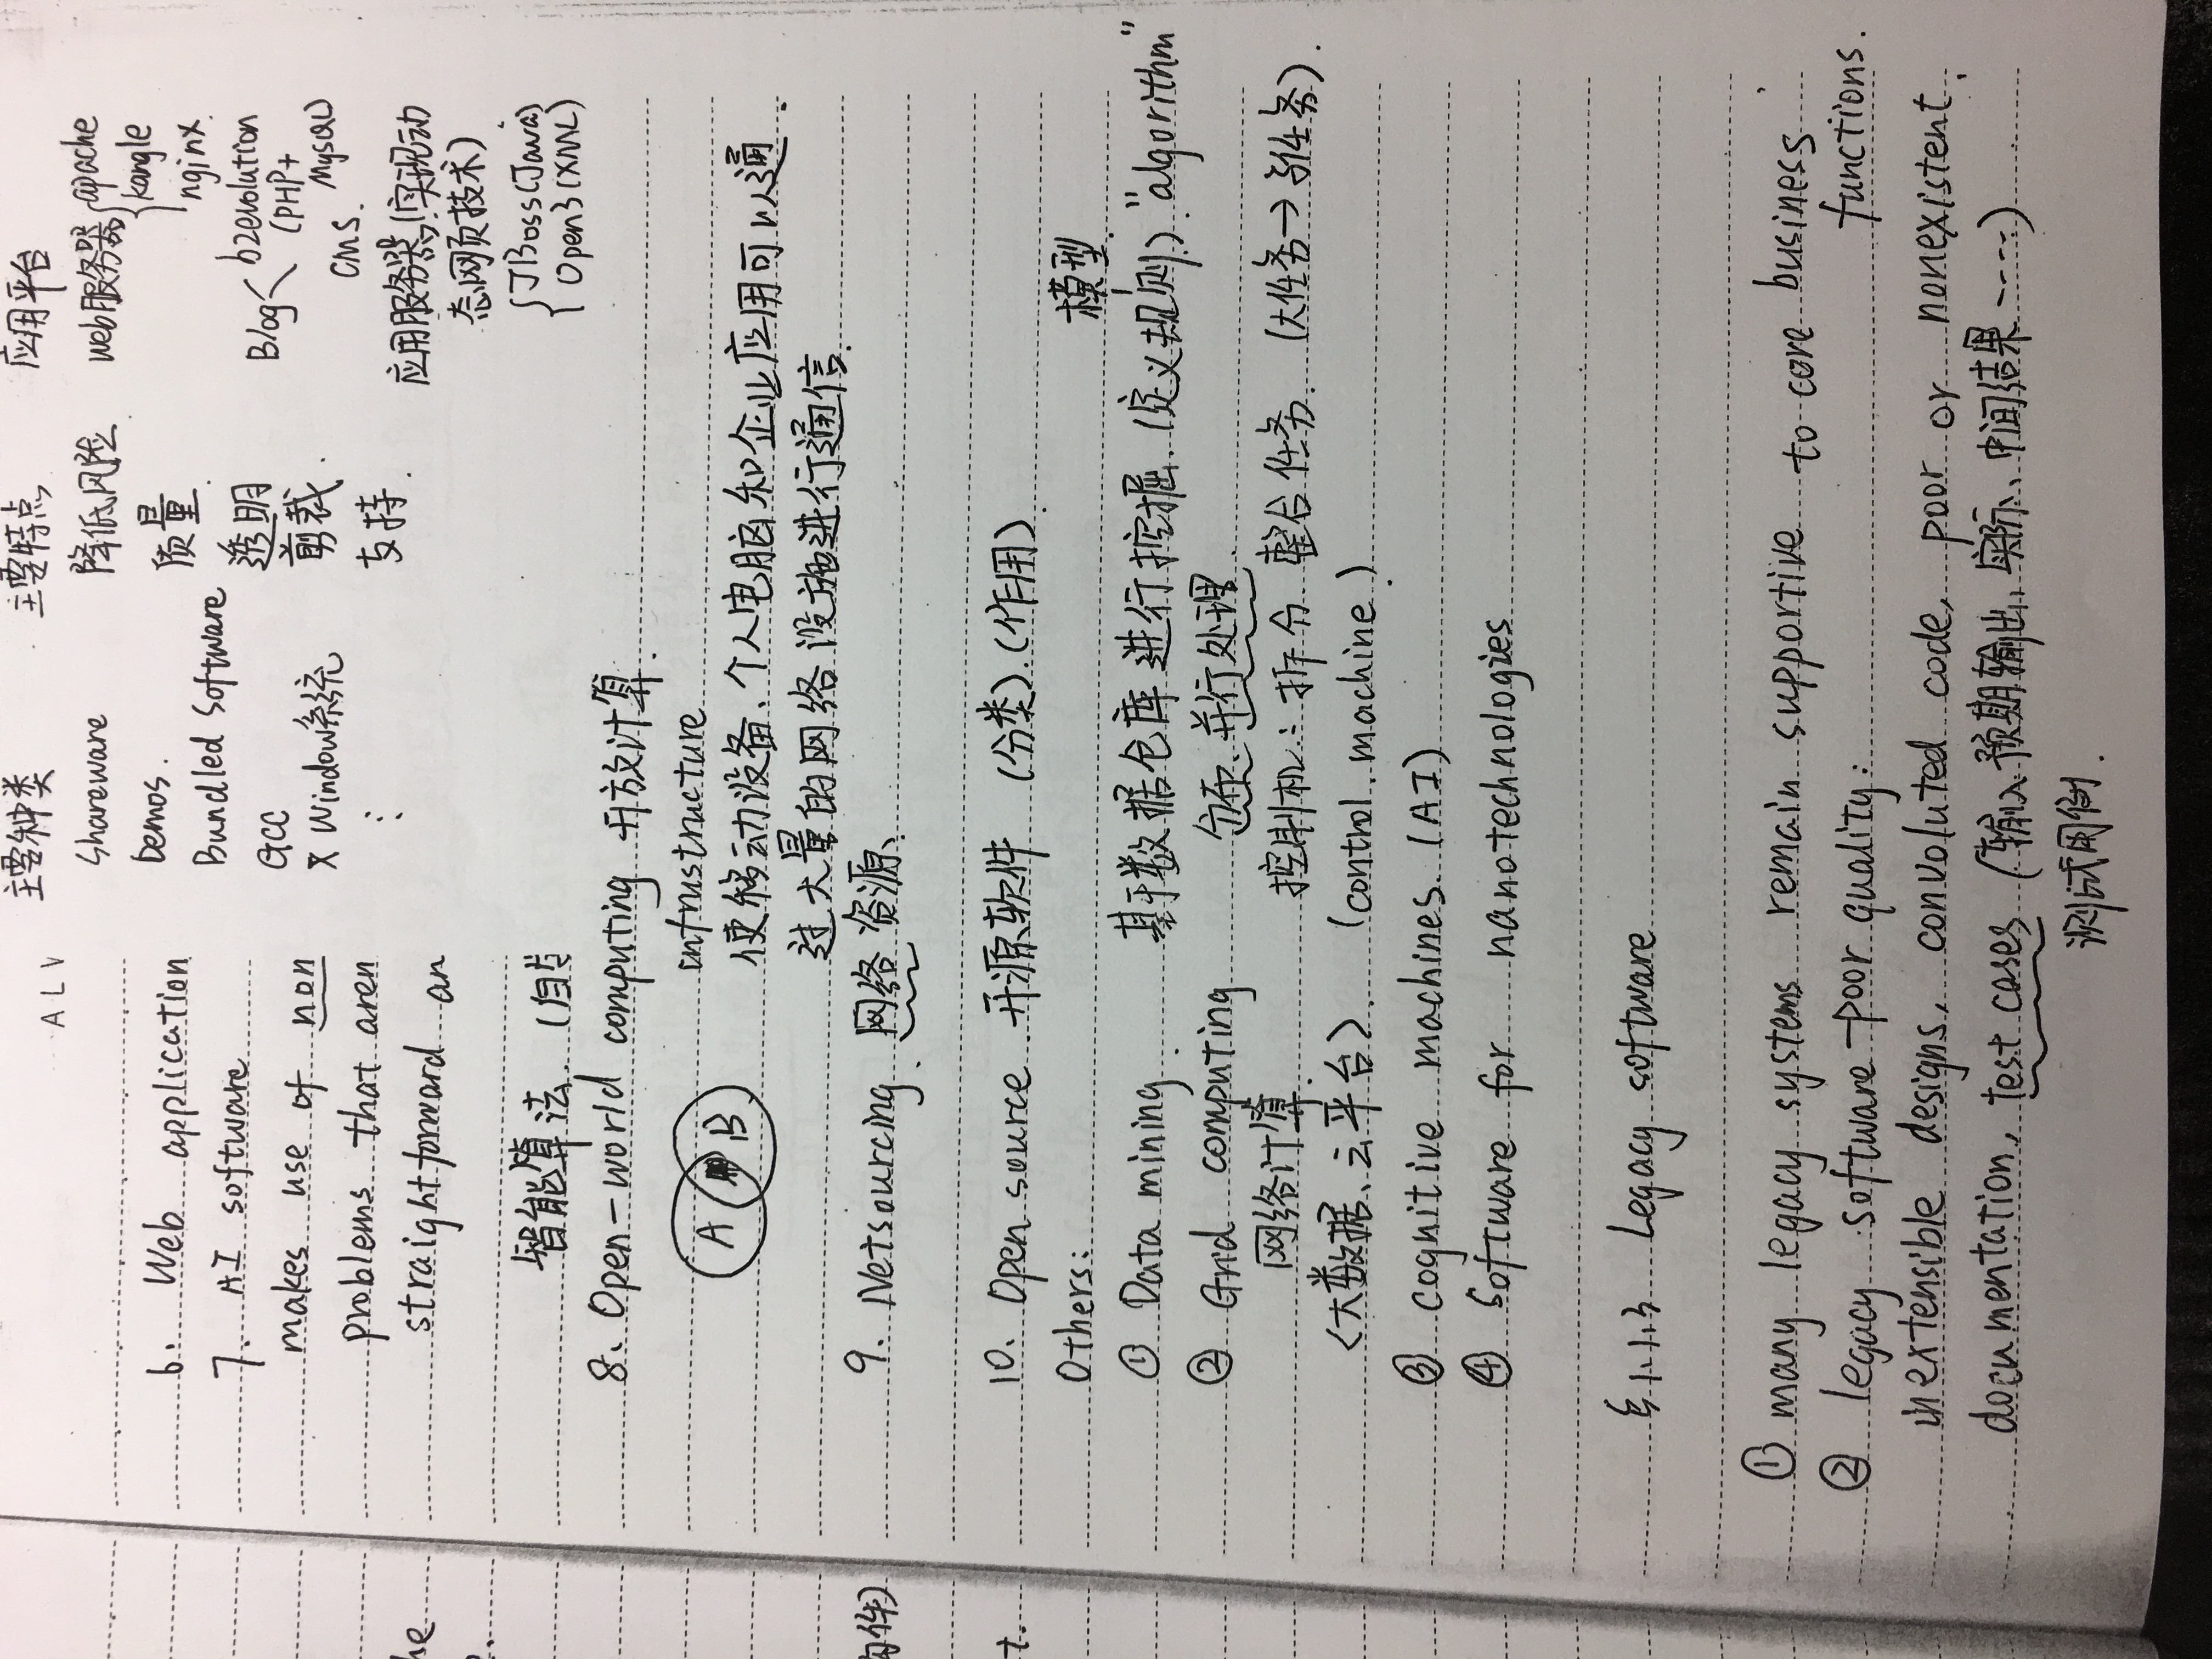 主要种类 主要特点 应用平台
Shareware 降低风险 web服务器 apache
Demos. 质量 kangle
Bundled Software nginx
GCC 透明 Blog b2evolution
X Window系统 剪裁. (PHP+
⋮ 支持. MySQL)
CMS.
应用服务器(实现动
态网页技术)
JBoss(Java)
Open3(XML)
ALV
6. Web application
7. AI software
makes use of non
problems that aren
straightforward an
智能算法. (自
8. Open-world computing 开放计算.
A B
infrustructure
使移动设备、个人电脑和企业应用可以通
过大量的网络设施进行通信.
9. Netsourcing. 网络资源.
10. Open source 开源软件 (分类).(作用).
Others:
模型.
① Data mining. 基于数据仓库进行挖掘.(定义规则). "algorithm"
② Grid computing 分布、并行处理.
网络计算. 控制机:拆分 整合任务. (大任务→子任务).
<大数据、云平台>. (control machine)
③ cognitive machines. (AI)
④ Software for nanotechnologies
§1.1.3 Legacy software
① many legacy systems remain supportive to core business
functions.
② legacy software-poor quality:
inextensible designs, convoluted code, poor or nonexistent
documentation, test cases (输入 预期输出, 实际、中间结果 ----)
测试用例.
he
构件)
t.